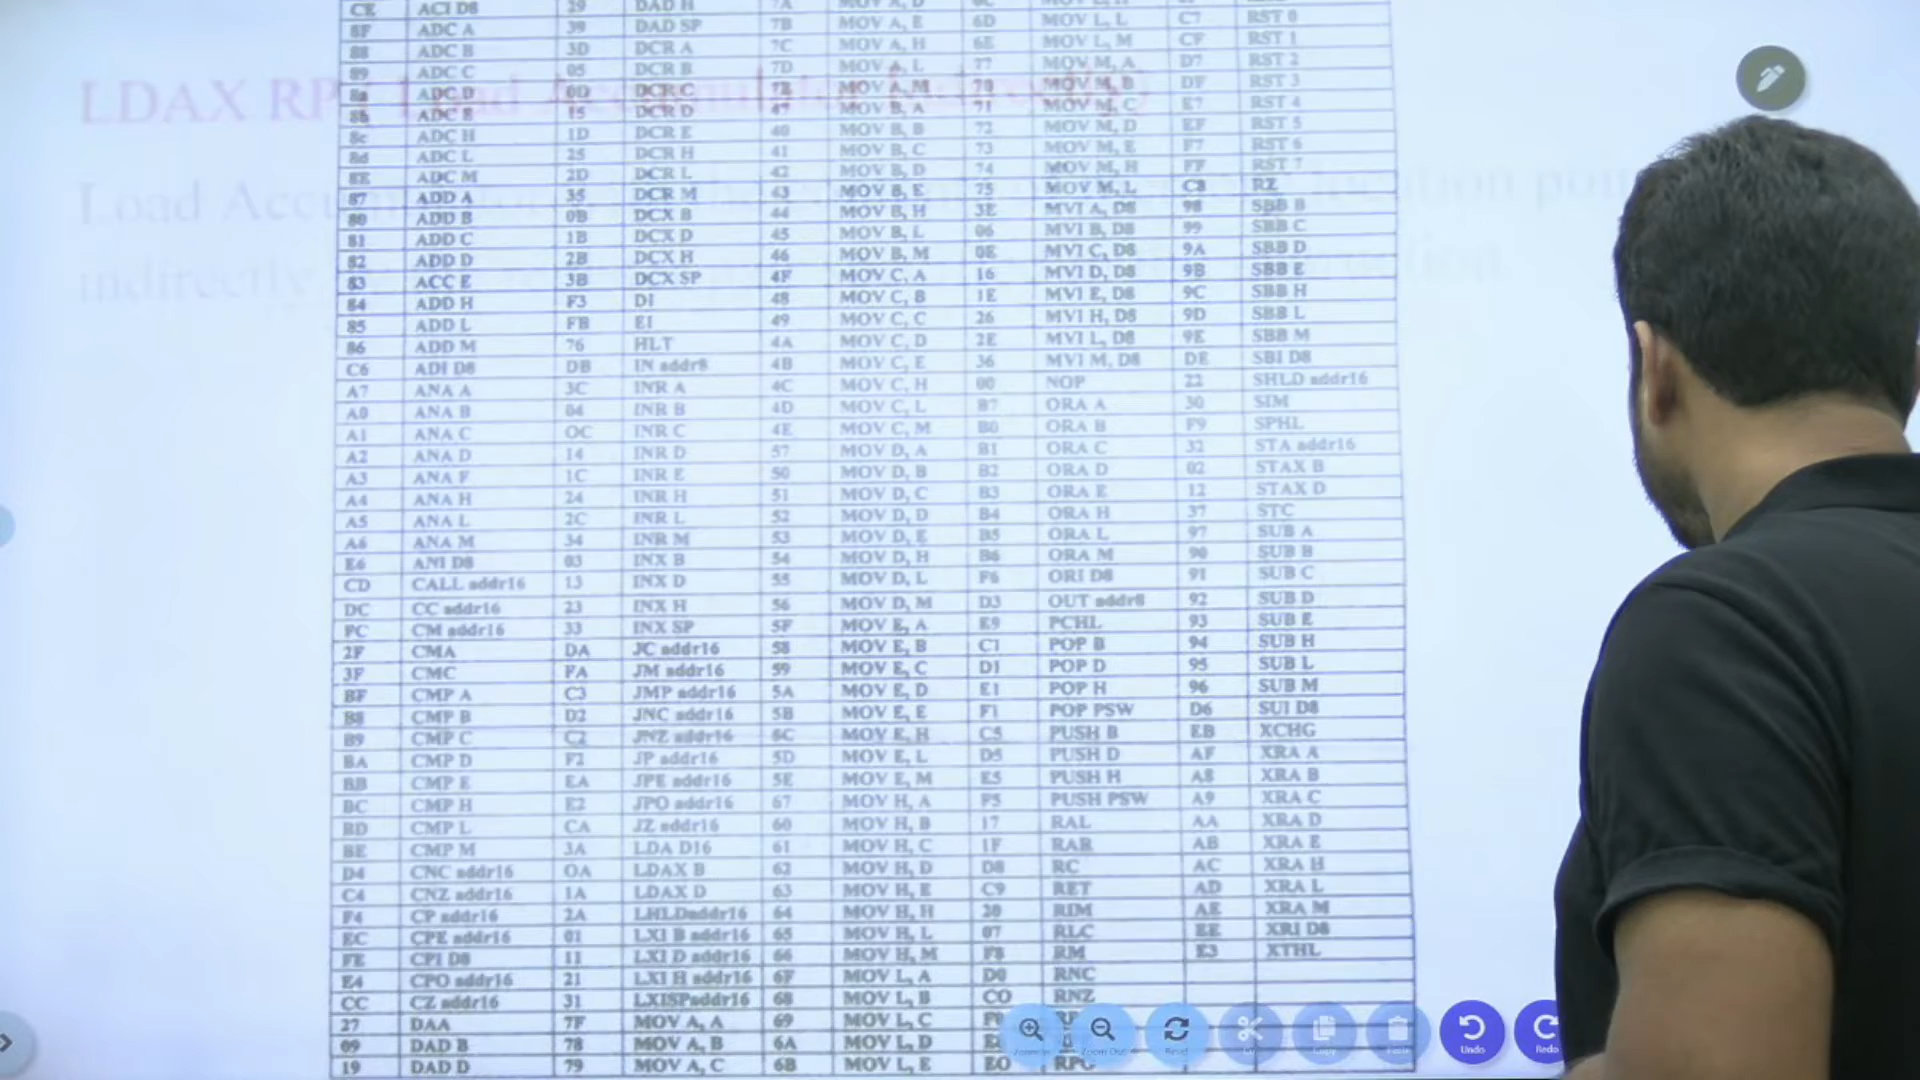 CE ACI D8 29 DAD H 7A MOV A, D
8F ADC A 39 DAD SP 7B MOV A, E 6D MOV L, L C7 RST 0
88 ADC B 3D DCR A 7C MOV A, H 6E MOV L, M CF RST 1
89 ADC C 05 DCR B 7D MOV A, L 77 MOV M, A D7 RST 2
8a ADC D 0D DCR C 7E MOV A, M 70 MOV M, B DF RST 3
8b ADC E 15 DCR D 47 MOV B, A 71 MOV M, C E7 RST 4
8c ADC H 1D DCR E 40 MOV B, B 72 MOV M, D EF RST 5
8d ADC L 25 DCR H 41 MOV B, C 73 MOV M, E F7 RST 6
8E ADC M 2D DCR L 42 MOV B, D 74 MOV M, H FF RST 7
87 ADD A 35 DCR M 43 MOV B, E 75 MOV M, L C8 RZ
80 ADD B 0B DCX B 44 MOV B, H 3E MVI A, D8 98 SBB B
81 ADD C 1B DCX D 45 MOV B, L 06 MVI B, D8 99 SBB C
82 ADD D 2B DCX H 46 MOV B, M 0E MVI C, D8 9A SBB D
83 ACC E 3B DCX SP 4F MOV C, A 16 MVI D, D8 9B SBB E
84 ADD H F3 DI 48 MOV C, B 1E MVI E, D8 9C SBB H
85 ADD L FB EI 49 MOV C, C 26 MVI H, D8 9D SBB L
86 ADD M 76 HLT 4A MOV C, D 2E MVI L, D8 9E SBB M
C6 ADI D8 DB IN addr8 4B MOV C, E 36 MVI M, D8 DE SBI D8
A7 ANA A 3C INR A 4C MOV C, H 00 NOP 22 SHLD addr16
A0 ANA B 04 INR B 4D MOV C, L B7 ORA A 30 SIM
A1 ANA C OC INR C 4E MOV C, M B0 ORA B F9 SPHL
A2 ANA D 14 INR D 57 MOV D, A B1 ORA C 32 STA addr16
A3 ANA F 1C INR E 50 MOV D, B B2 ORA D 02 STAX B
A4 ANA H 24 INR H 51 MOV D, C B3 ORA E 12 STAX D
A5 ANA L 2C INR L 52 MOV D, D B4 ORA H 37 STC
A6 ANA M 34 INR M 53 MOV D, E B5 ORA L 97 SUB A
E6 ANI D8 03 INX B 54 MOV D, H B6 ORA M 90 SUB B
CD CALL addr16 13 INX D 55 MOV D, L F6 ORI D8 91 SUB C
DC CC addr16 23 INX H 56 MOV D, M D3 OUT addr8 92 SUB D
FC CM addr16 33 INX SP 5F MOV E, A E9 PCHL 93 SUB E
2F CMA DA JC addr16 58 MOV E, B C1 POP B 94 SUB H
3F CMC FA JM addr16 59 MOV E, C D1 POP D 95 SUB L
BF CMP A C3 JMP addr16 5A MOV E, D E1 POP H 96 SUB M
B8 CMP B D2 JNC addr16 5B MOV E, E F1 POP PSW D6 SUI D8
B9 CMP C C2 JNZ addr16 5C MOV E, H C5 PUSH B EB XCHG
BA CMP D F2 JP addr16 5D MOV E, L D5 PUSH D AF XRA A
BB CMP E EA JPE addr16 5E MOV E, M E5 PUSH H A8 XRA B
BC CMP H E2 JPO addr16 67 MOV H, A F5 PUSH PSW A9 XRA C
BD CMP L CA JZ addr16 60 MOV H, B 17 RAL AA XRA D
BE CMP M 3A LDA D16 61 MOV H, C 1F RAR AB XRA E
D4 CNC addr16 OA LDAX B 62 MOV H, D D8 RC AC XRA H
C4 CNZ addr16 1A LDAX D 63 MOV H, E C9 RET AD XRA L
F4 CP addr16 2A LHLDaddr16 64 MOV H, H 20 RIM AE XRA M
EC CPE addr16 01 LXI B addr16 65 MOV H, L 07 RLC EE XRI D8
FE CPI D8 11 LXI D addr16 66 MOV H, M F8 RM E3 XTHL
E4 CPO addr16 21 LXI H addr16 6F MOV L, A D0 RNC
CC CZ addr16 31 LXISPaddr16 68 MOV L, B CO RNZ
27 DAA 7F MOV A, A 69 MOV L, C
09 DAD B 78 MOV A, B 6A MOV L, D
19 DAD D 79 MOV A, C 6B MOV L, E EO RPO
LDAX RP Load Accumulator
Load location
indirectly
Zoom Out Reset Copy Paste Undo Redo